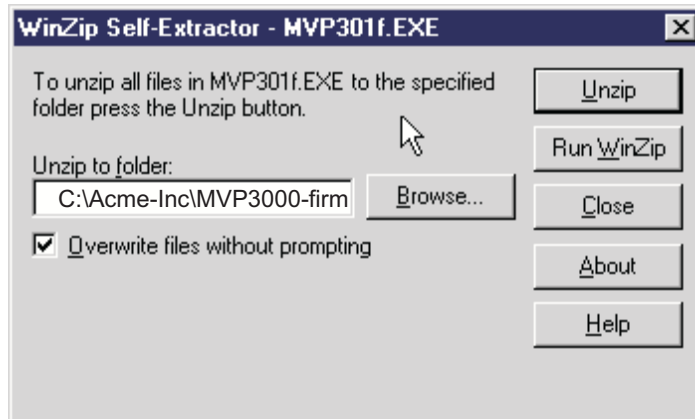 WinZip Self-Extractor - MVP301f.EXE
To unzip all files in MVP301f.EXE to the specified
folder press the Unzip button.
Unzip to folder:
C:\Acme-Inc\MVP3000-firm
Browse...
Overwrite files without prompting
Unzip
Run WinZip
Close
About
Help